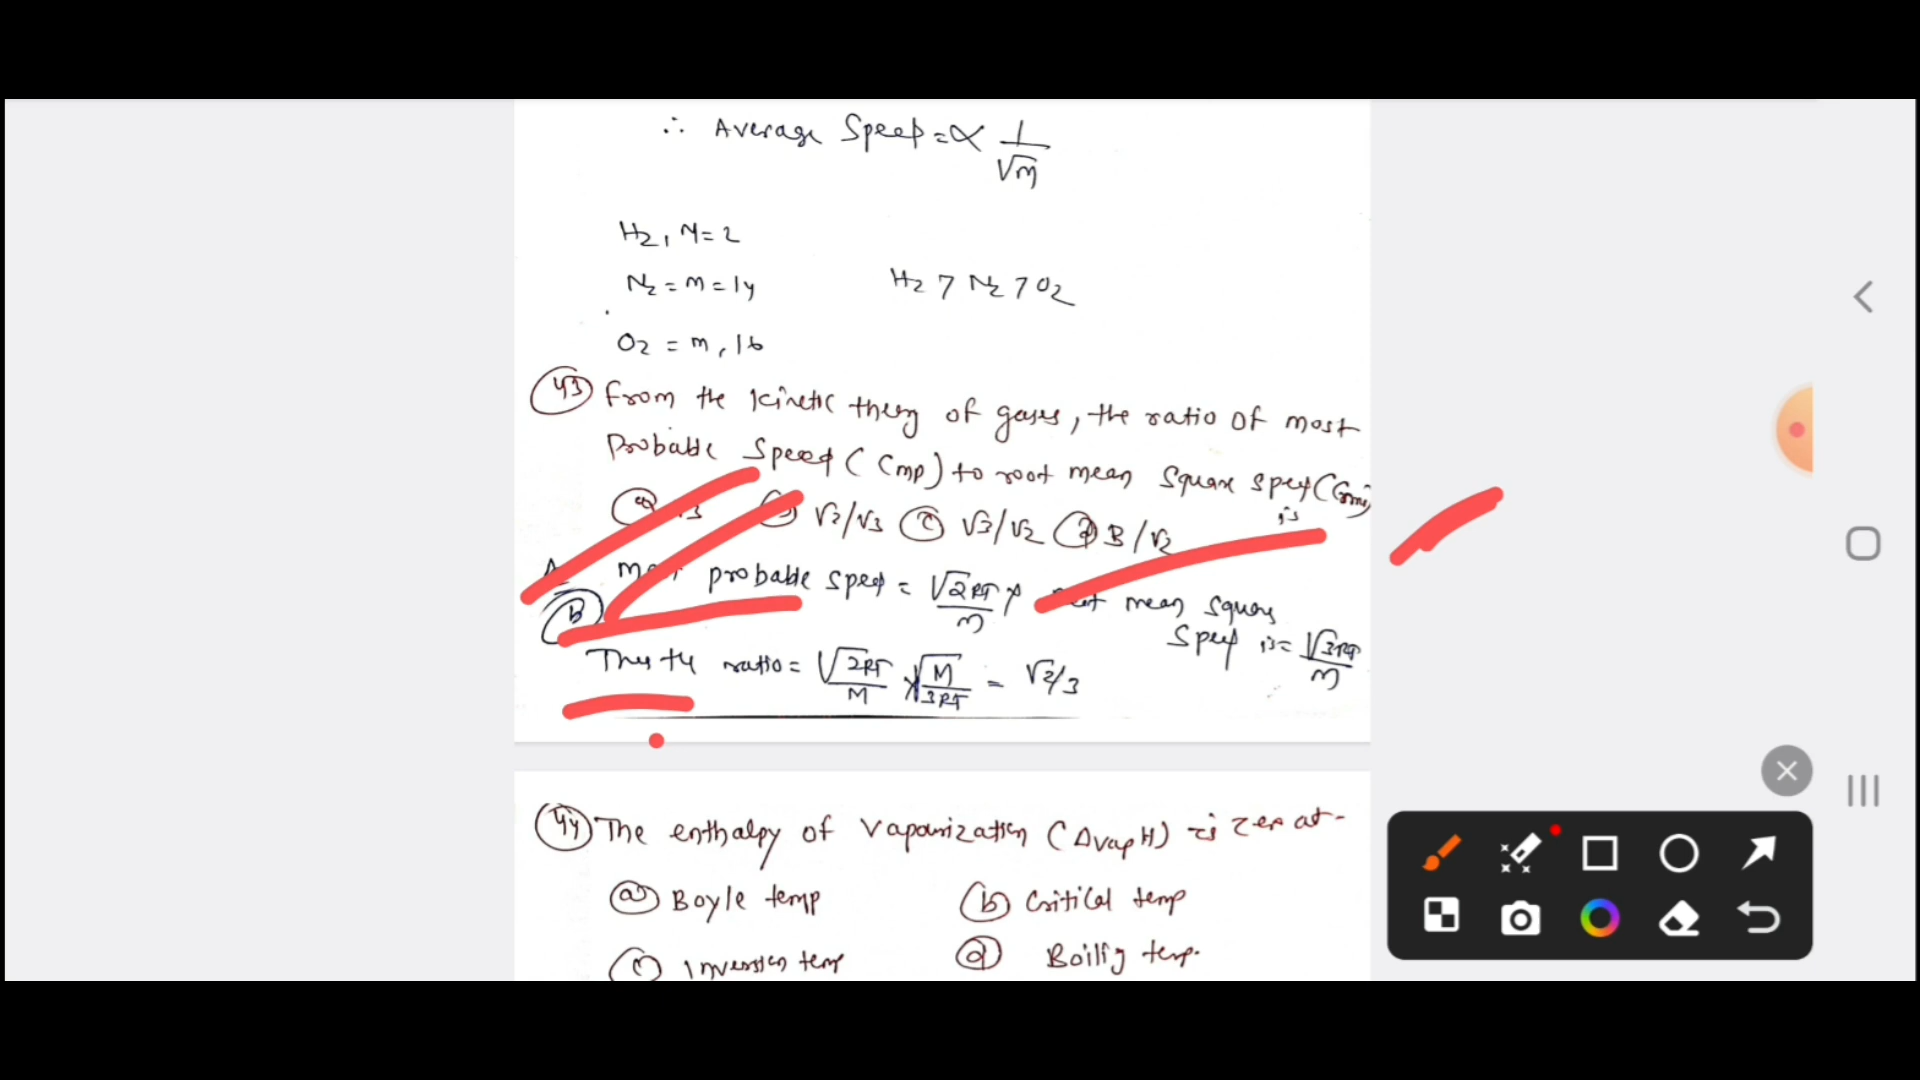 ∴ Average Speed = ∝ 1/√m
H2, M = 2
N2 = m = 14
H2 > N2 > O2
O2 = m, 16
(43) from the kinetic theory of gases, the ratio of most
Probable Speed (Cmp) to root mean Square speed (Crms)
is
(b) √2/√3 (c) √3/√2 (d) 3/√2
most probable speed = √2RT/m root mean square
speed is = √3RT/m
(B)
Thus the ratio = √2RT/M × √M/3RT = √2/3
(44) The enthalpy of vapourization (ΔvapH) is zero at-
(a) Boyle temp (b) Critical temp
(c) Inversion temp (d) Boiling temp.